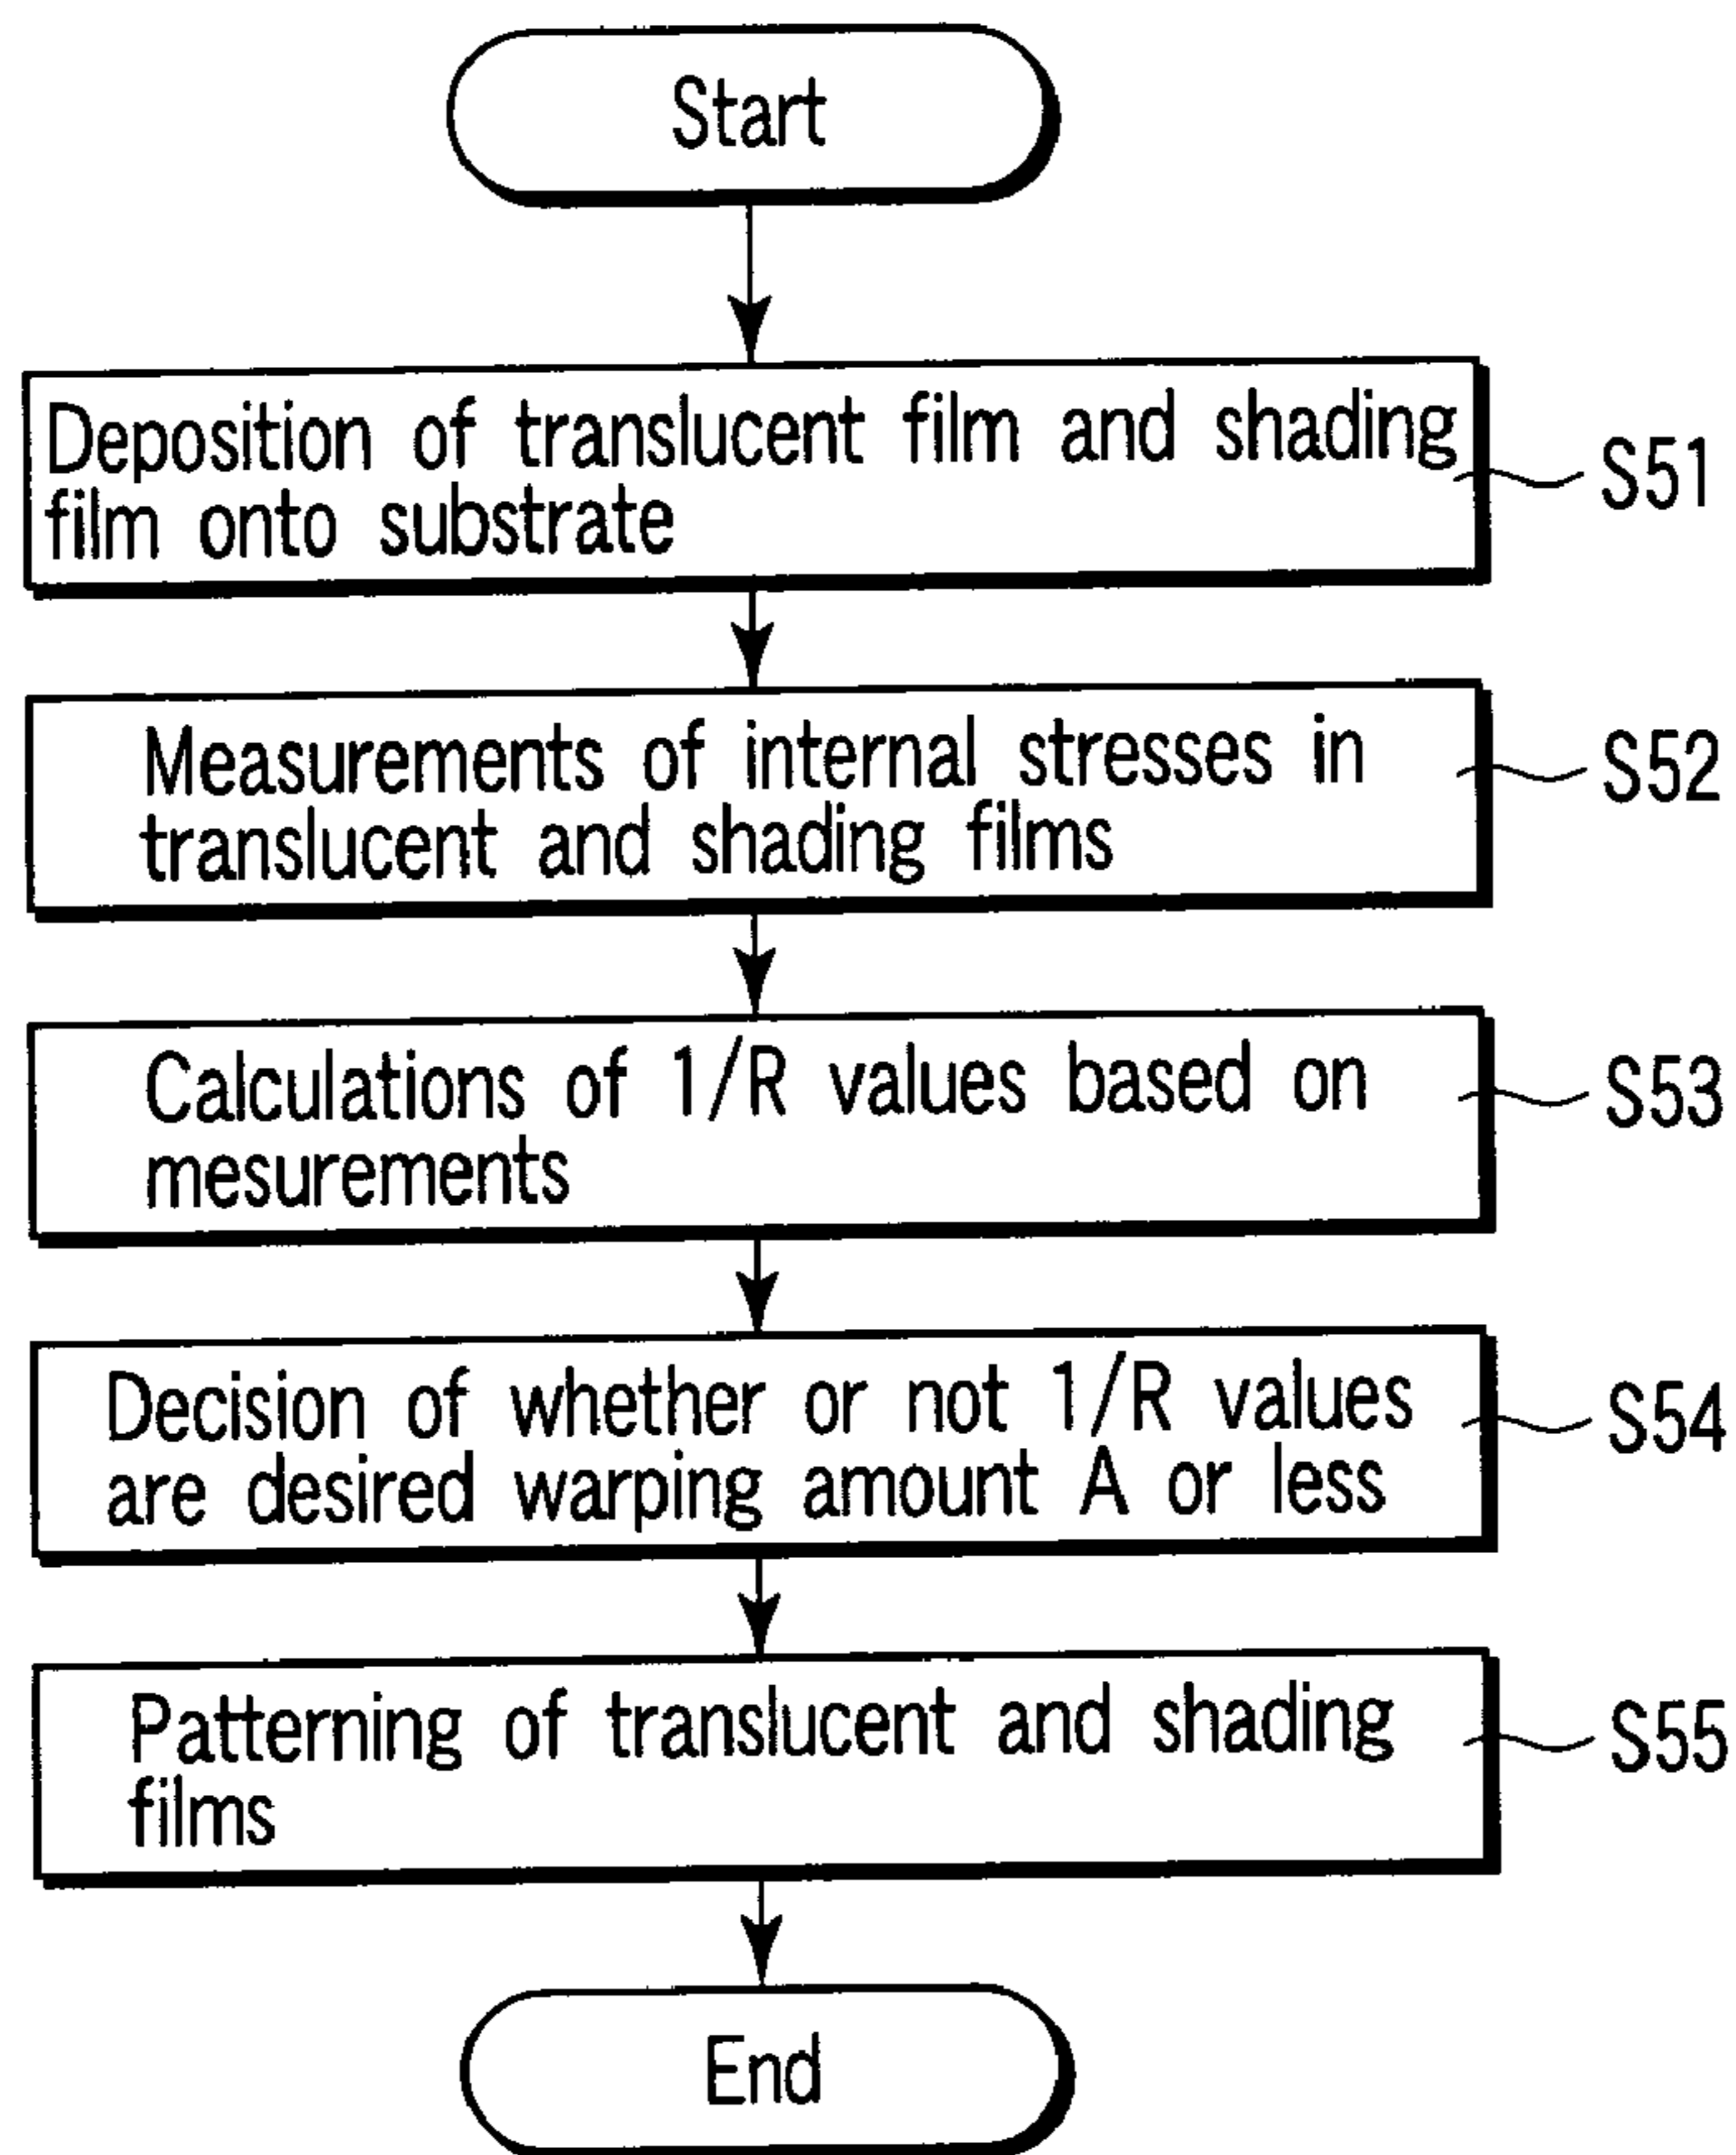 Start
Deposition of translucent film and shading
film onto substrate
S51
Measurements of internal stresses in
translucent and shading films
S52
Calculations of 1/R values based on
mesurements
S53
Decision of whether or not 1/R values
are desired warping amount A or less
S54
Patterning of translucent and shading
films
S55
End